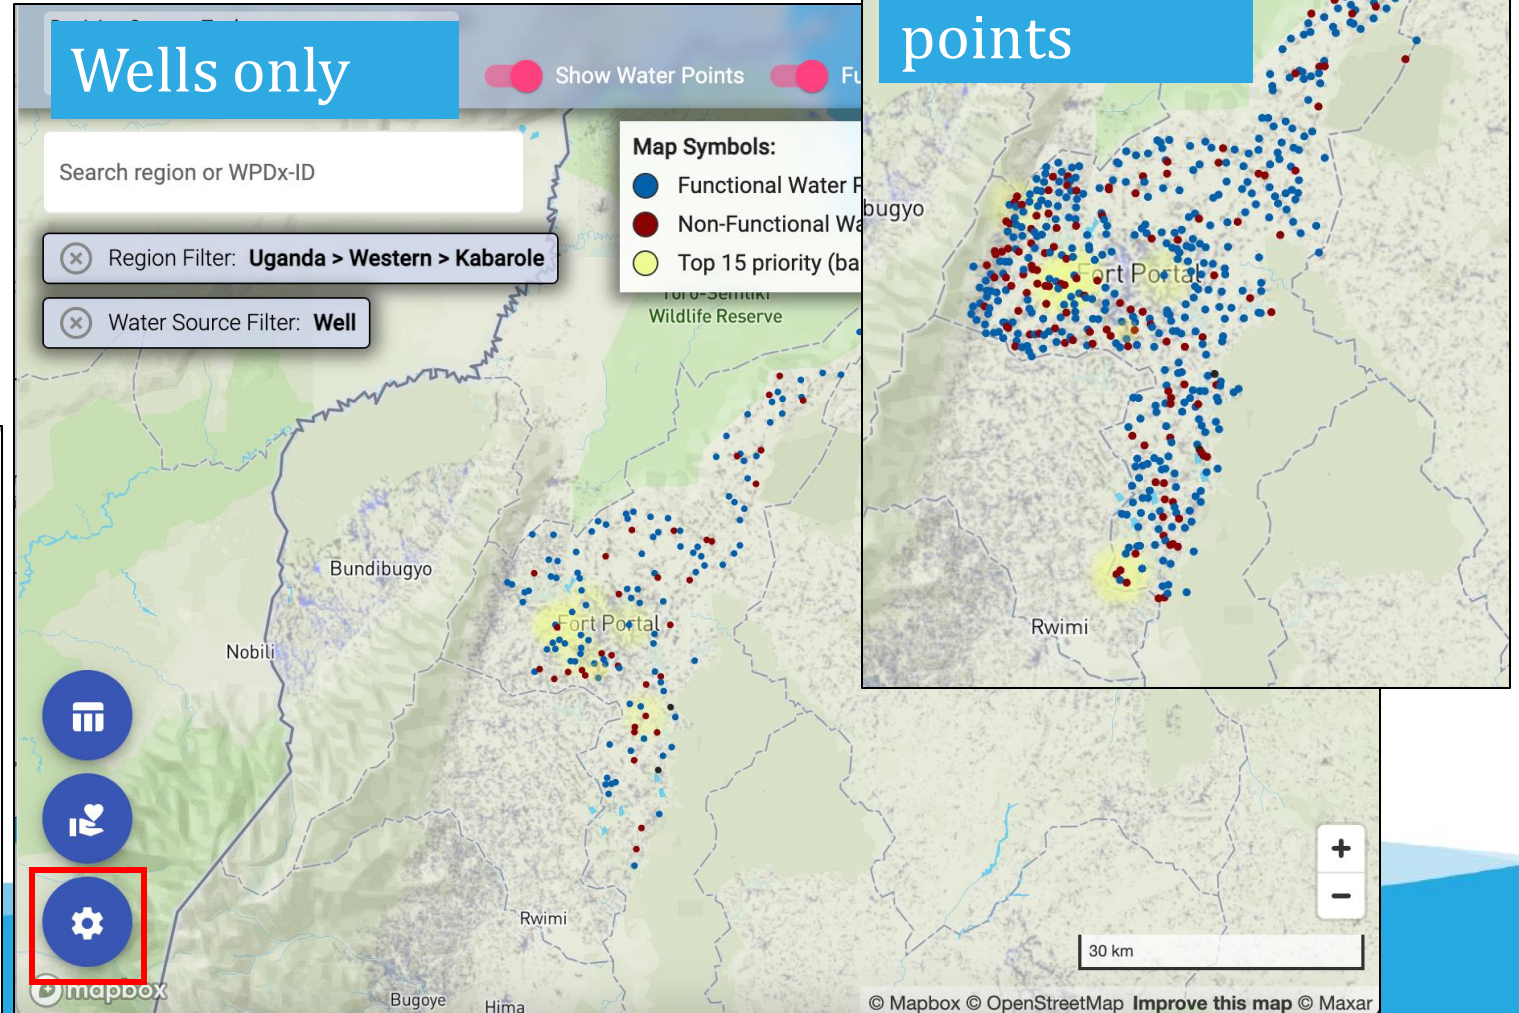 Wells only
points
Show Water Points
Search region or WPDx-ID
Map Symbols:
Functional Water
Non-Functional
Top 15 priority
Region Filter: Uganda > Western > Kabarole
Water Source Filter: Well
Toro-Semliki
Wildlife Reserve
Bundibugyo
Fort Portal
Nobili
Rwimi
Bugoye
Hima
bugyo
Fort Portal
Rwimi
+
−
30 km
mapbox
© Mapbox © OpenStreetMap Improve this map © Maxar